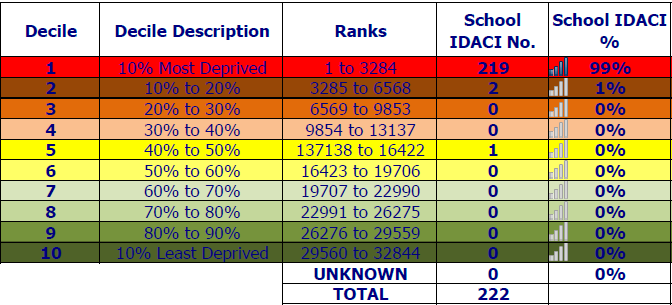 Decile Decile Description Ranks School IDACI No. School IDACI %
1 10% Most Deprived 1 to 3284 219 99%
2 10% to 20% 3285 to 6568 2 1%
3 20% to 30% 6569 to 9853 0 0%
4 30% to 40% 9854 to 13137 0 0%
5 40% to 50% 137138 to 16422 1 0%
6 50% to 60% 16423 to 19706 0 0%
7 60% to 70% 19707 to 22990 0 0%
8 70% to 80% 22991 to 26275 0 0%
9 80% to 90% 26276 to 29559 0 0%
10 10% Least Deprived 29560 to 32844 0 0%
UNKNOWN 0 0%
TOTAL 222